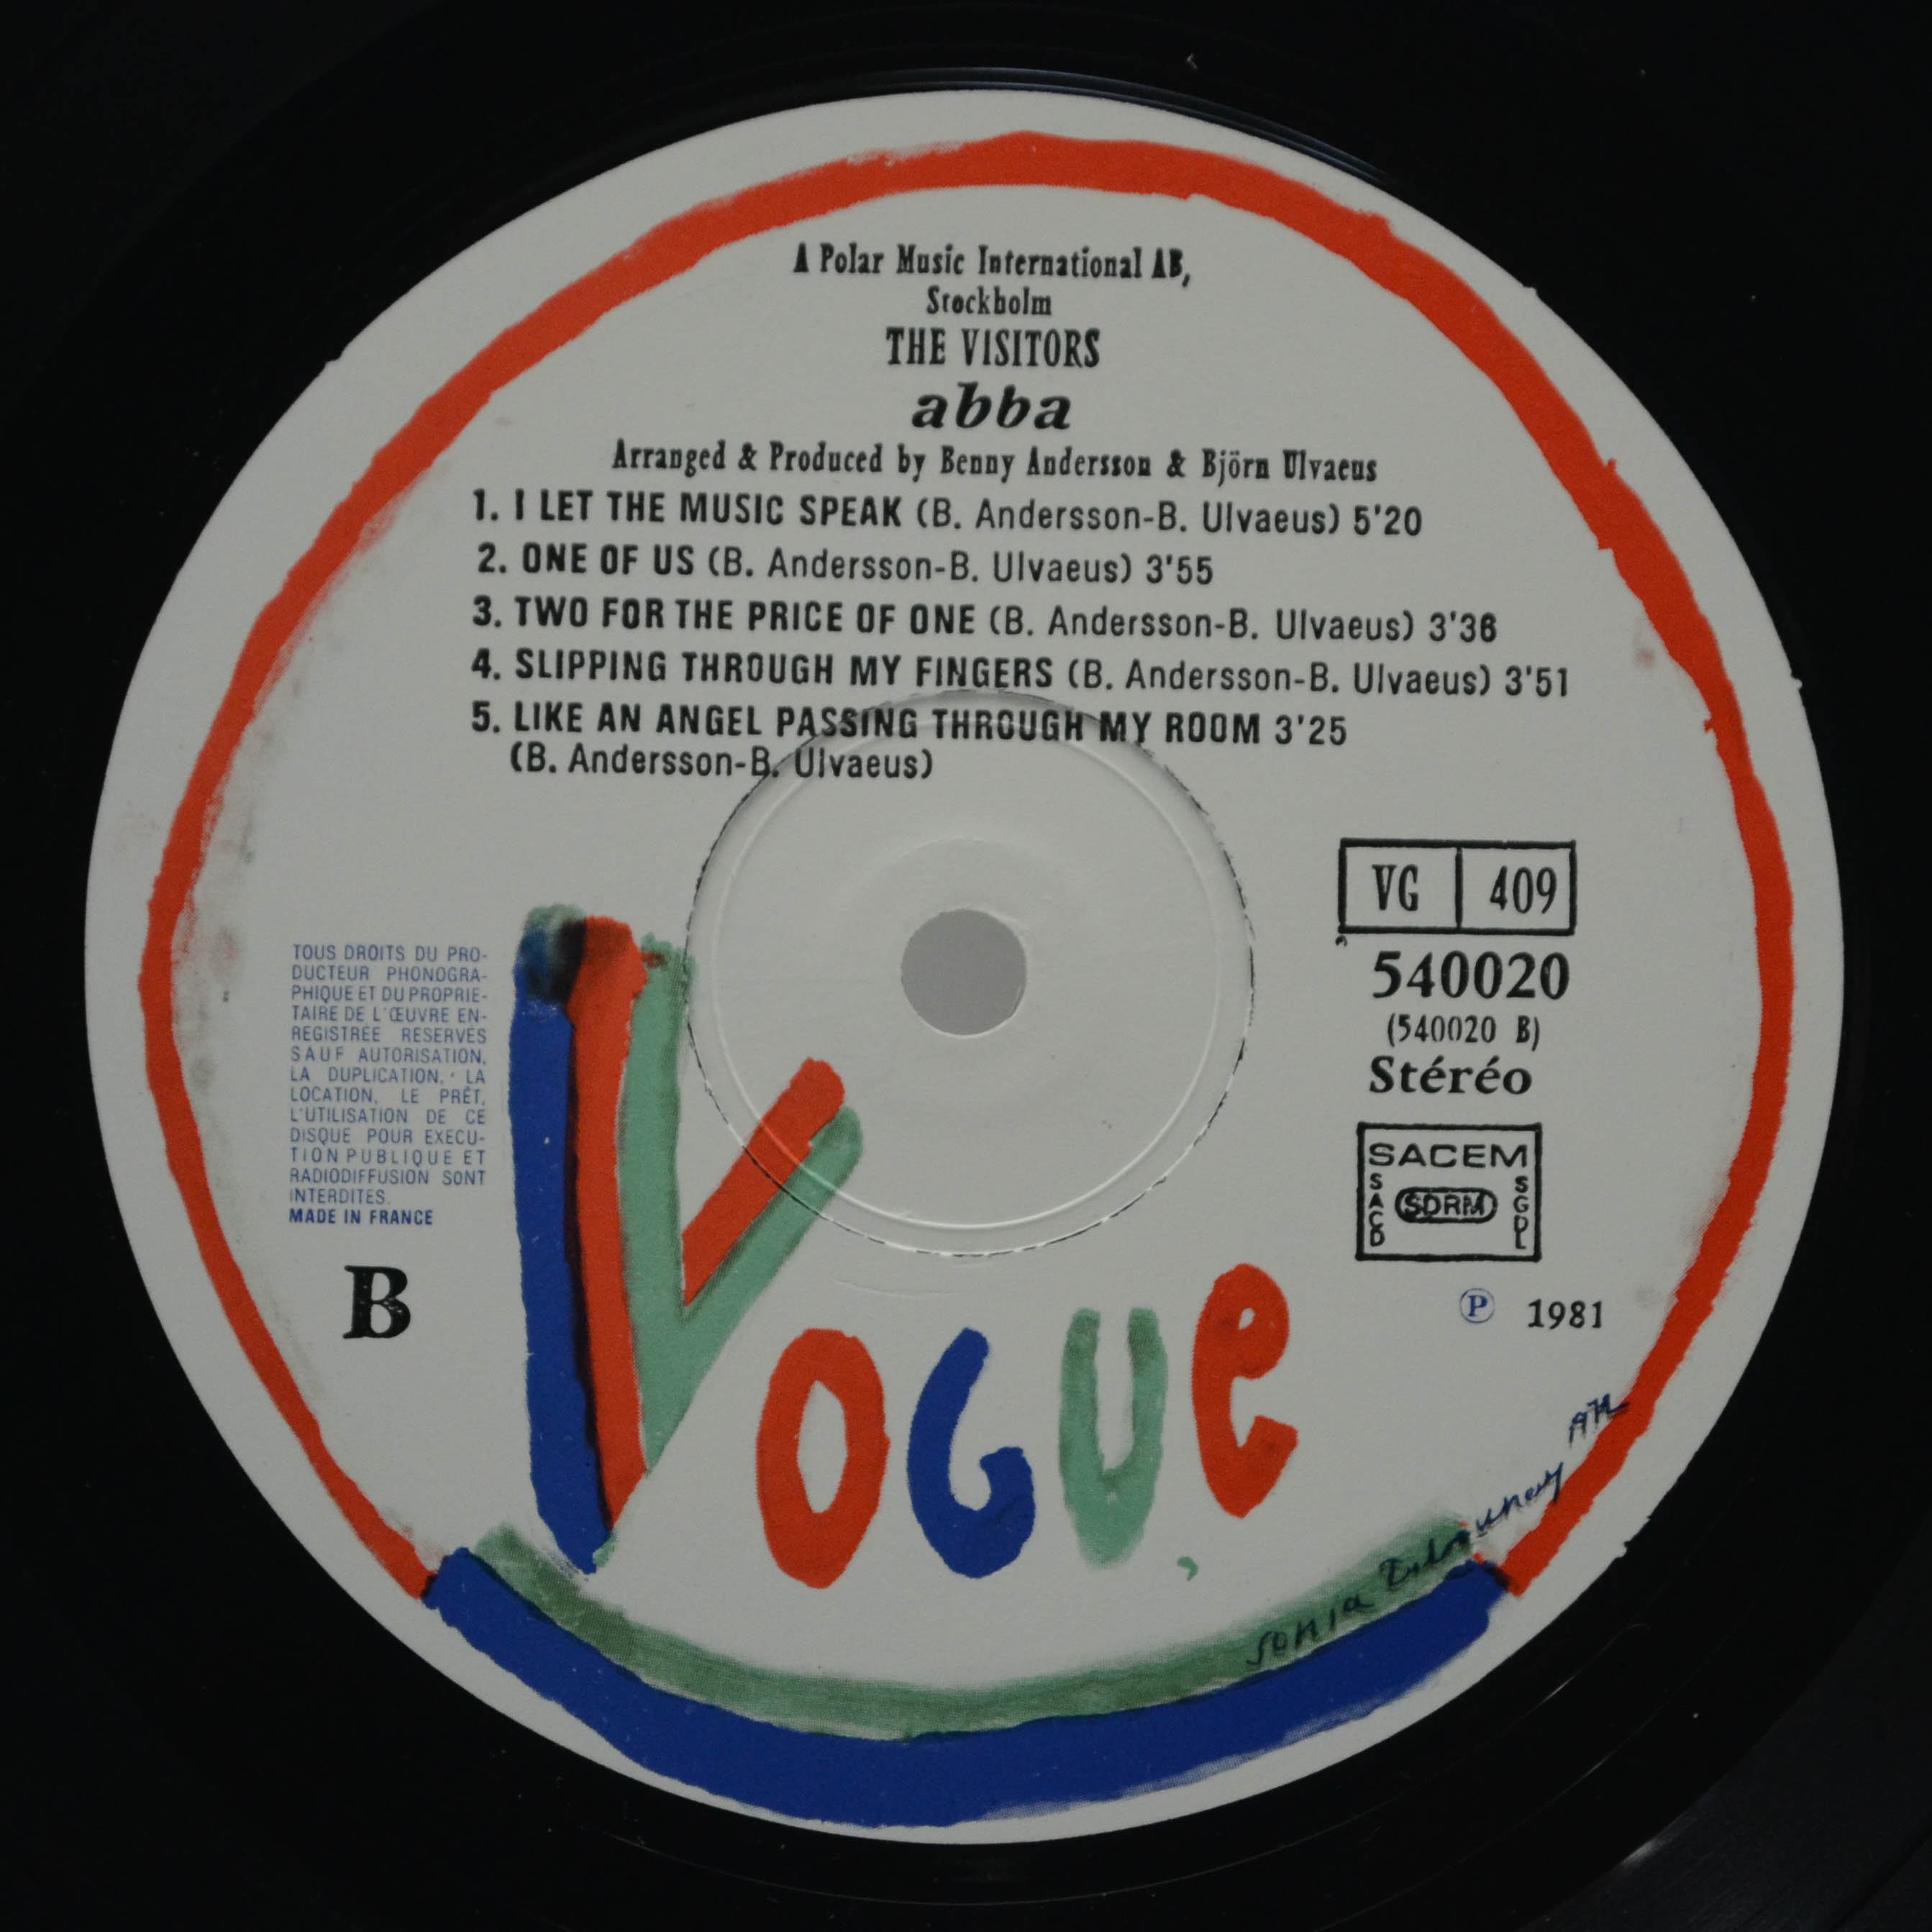 A Polar Music International AB,
Stockholm
THE VISITORS
abba
Arranged & Produced by Benny Andersson & Björn Ulvaeus
1. I LET THE MUSIC SPEAK (B. Andersson-B. Ulvaeus) 5'20
2. ONE OF US (B. Andersson-B. Ulvaeus) 3'55
3. TWO FOR THE PRICE OF ONE (B. Andersson-B. Ulvaeus) 3'36
4. SLIPPING THROUGH MY FINGERS (B. Andersson-B. Ulvaeus) 3'51
5. LIKE AN ANGEL PASSING THROUGH MY ROOM 3'25
(B. Andersson-B. Ulvaeus)
VG 409
540020
(540020 B)
Stéréo
SACEM
SACD SDRM SGDL
℗ 1981
TOUS DROITS DU PRO-
DUCTEUR PHONOGRA-
PHIQUE ET DU PROPRIE-
TAIRE DE L'ŒUVRE EN-
REGISTRÉE RESERVÉS
SAUF AUTORISATION,
LA DUPLICATION, LA
LOCATION, LE PRÊT,
L'UTILISATION DE CE
DISQUE POUR EXECU-
TION PUBLIQUE ET
RADIODIFFUSION SONT
INTERDITES.
MADE IN FRANCE
B
VOGUe
Sonia Delaunay